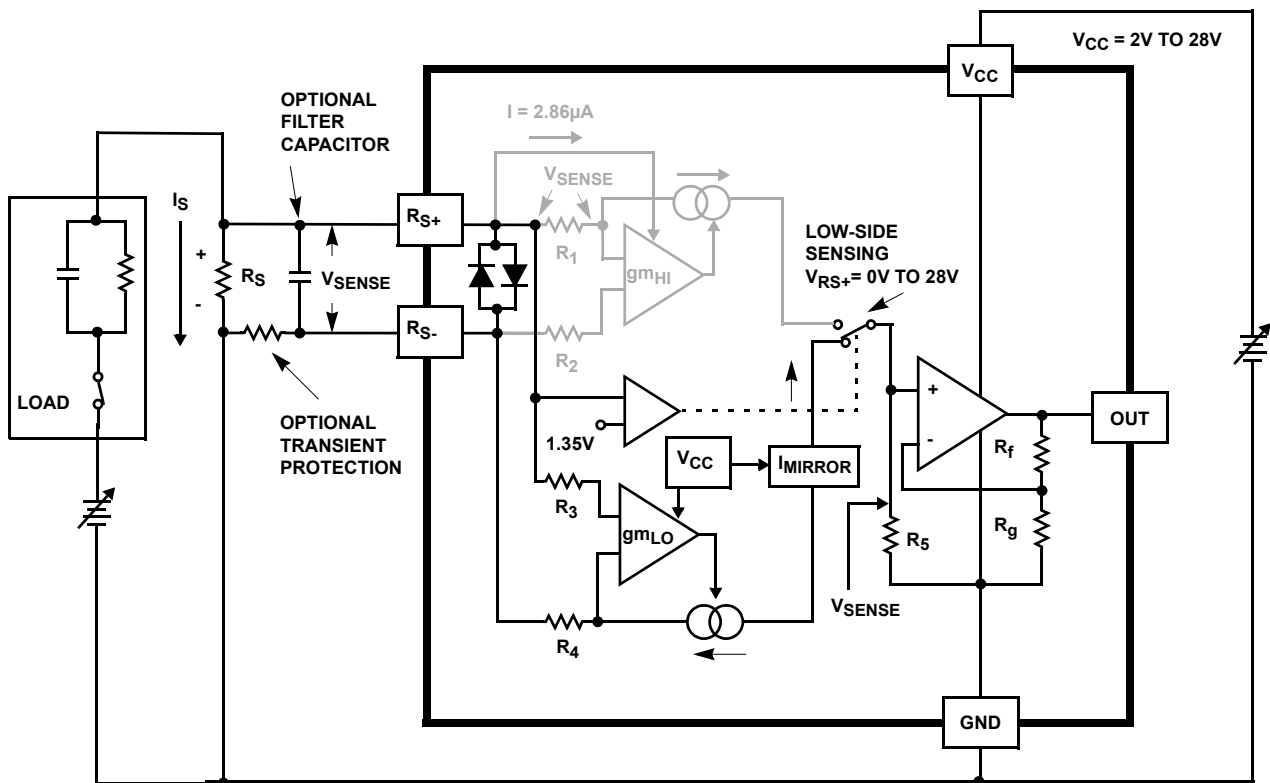 VCC = 2V TO 28V
VCC
OPTIONAL
FILTER
CAPACITOR
I = 2.86µA
VSENSE
IS
RS+
R1
gmHI
LOW-SIDE
SENSING
VRS+= 0V TO 28V
+
RS
-
VSENSE
RS-
R2
LOAD
OPTIONAL
TRANSIENT
PROTECTION
1.35V
VCC
IMIRROR
+
-
OUT
Rf
R3
gmLO
R5
Rg
VSENSE
R4
GND